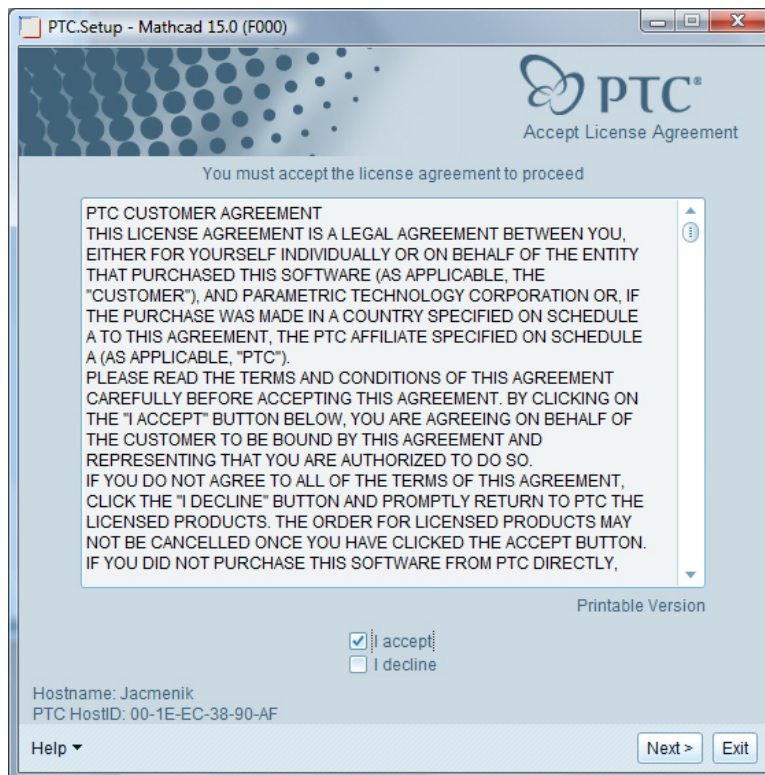 PTC.Setup - Mathcad 15.0 (F000)
PTC®
Accept License Agreement
You must accept the license agreement to proceed
PTC CUSTOMER AGREEMENT
THIS LICENSE AGREEMENT IS A LEGAL AGREEMENT BETWEEN YOU,
EITHER FOR YOURSELF INDIVIDUALLY OR ON BEHALF OF THE ENTITY
THAT PURCHASED THIS SOFTWARE (AS APPLICABLE, THE
"CUSTOMER"), AND PARAMETRIC TECHNOLOGY CORPORATION OR, IF
THE PURCHASE WAS MADE IN A COUNTRY SPECIFIED ON SCHEDULE
A TO THIS AGREEMENT, THE PTC AFFILIATE SPECIFIED ON SCHEDULE
A (AS APPLICABLE, "PTC").
PLEASE READ THE TERMS AND CONDITIONS OF THIS AGREEMENT
CAREFULLY BEFORE ACCEPTING THIS AGREEMENT. BY CLICKING ON
THE "I ACCEPT" BUTTON BELOW, YOU ARE AGREEING ON BEHALF OF
THE CUSTOMER TO BE BOUND BY THIS AGREEMENT AND
REPRESENTING THAT YOU ARE AUTHORIZED TO DO SO.
IF YOU DO NOT AGREE TO ALL OF THE TERMS OF THIS AGREEMENT,
CLICK THE "I DECLINE" BUTTON AND PROMPTLY RETURN TO PTC THE
LICENSED PRODUCTS. THE ORDER FOR LICENSED PRODUCTS MAY
NOT BE CANCELLED ONCE YOU HAVE CLICKED THE ACCEPT BUTTON.
IF YOU DID NOT PURCHASE THIS SOFTWARE FROM PTC DIRECTLY,
Printable Version
I accept
I decline
Hostname: Jacmenik
PTC HostID: 00-1E-EC-38-90-AF
Help
Next >
Exit